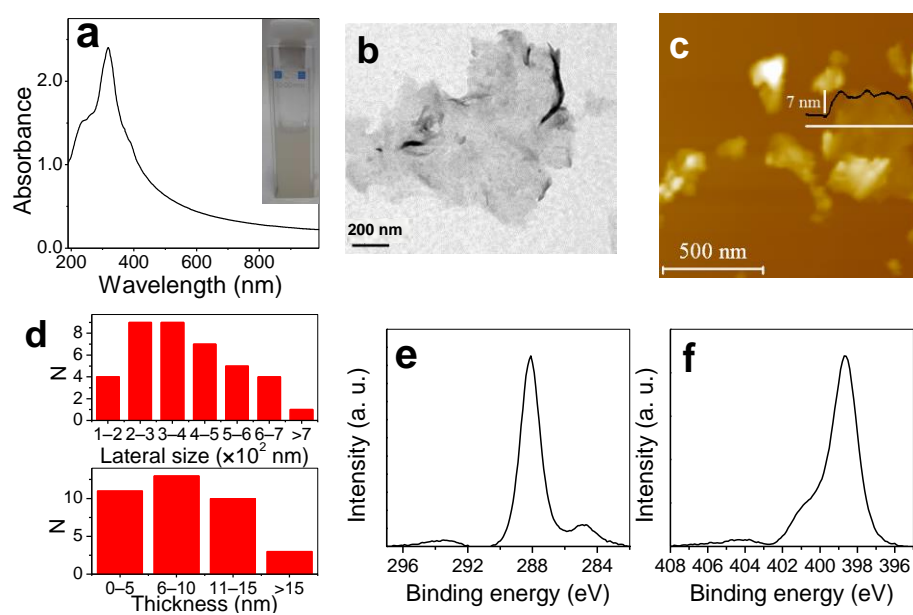 a
2.0
1.0
0.0
200 400 600 800
Absorbance
Wavelength (nm)
b
200 nm
c
7 nm
500 nm
d
8
6
4
2
0
N
1–2 2–3 3–4 4–5 5–6 6–7 >7
Lateral size (×10² nm)
10
5
0
N
0–5 6–10 11–15 >15
Thickness (nm)
e
Intensity (a. u.)
296 292 288 284
Binding energy (eV)
f
Intensity (a. u.)
408 406 404 402 400 398 396
Binding energy (eV)